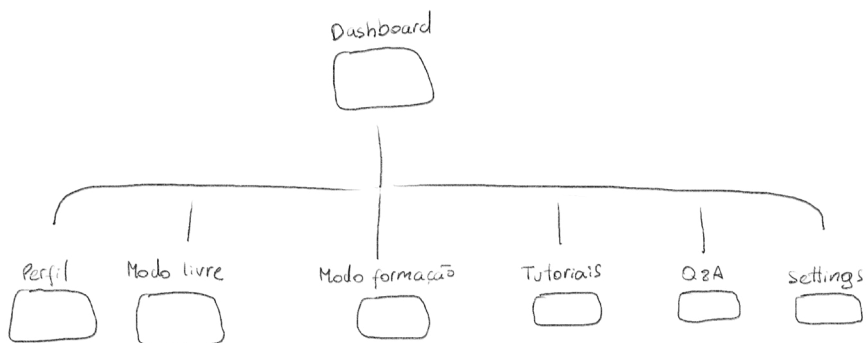 Dashboard
Perfil
Modo livre
Modo formação
Tutoriais
Q&A
Settings